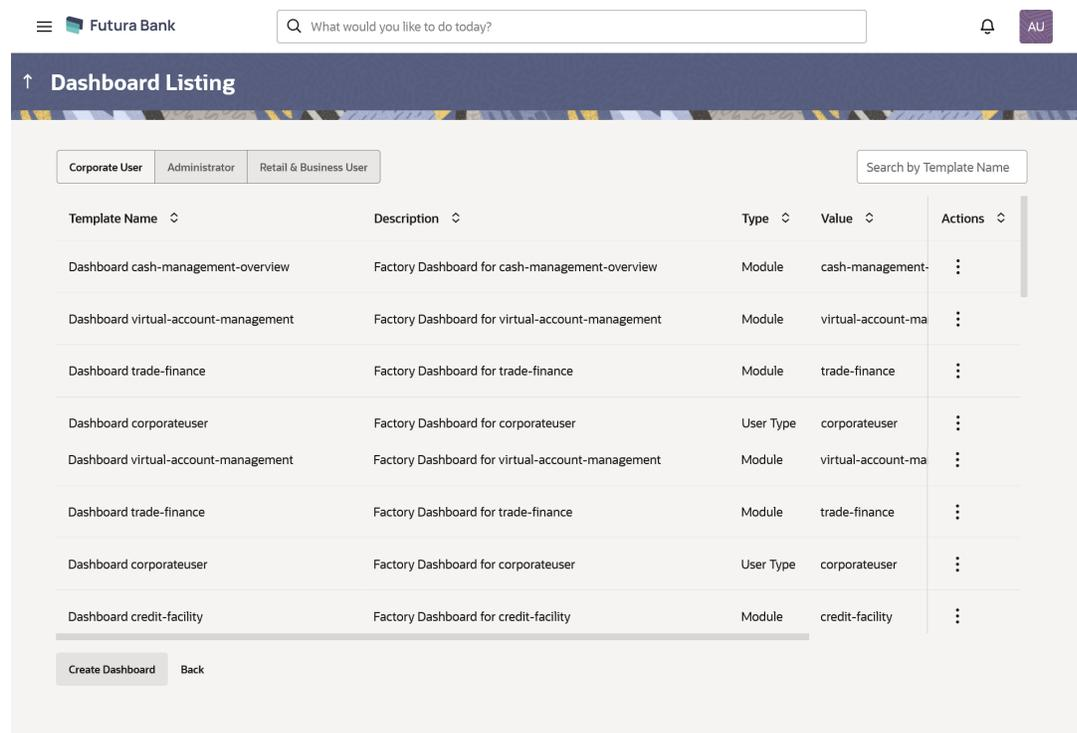 Futura Bank
What would you like to do today?
AU
Dashboard Listing
Corporate User Administrator Retail & Business User
Search by Template Name
Template Name Description Type Value Actions
Dashboard cash-management-overview Factory Dashboard for cash-management-overview Module cash-management-
Dashboard virtual-account-management Factory Dashboard for virtual-account-management Module virtual-account-ma
Dashboard trade-finance Factory Dashboard for trade-finance Module trade-finance
Dashboard corporateuser Factory Dashboard for corporateuser User Type corporateuser
Dashboard virtual-account-management Factory Dashboard for virtual-account-management Module virtual-account-ma
Dashboard trade-finance Factory Dashboard for trade-finance Module trade-finance
Dashboard corporateuser Factory Dashboard for corporateuser User Type corporateuser
Dashboard credit-facility Factory Dashboard for credit-facility Module credit-facility
Create Dashboard Back